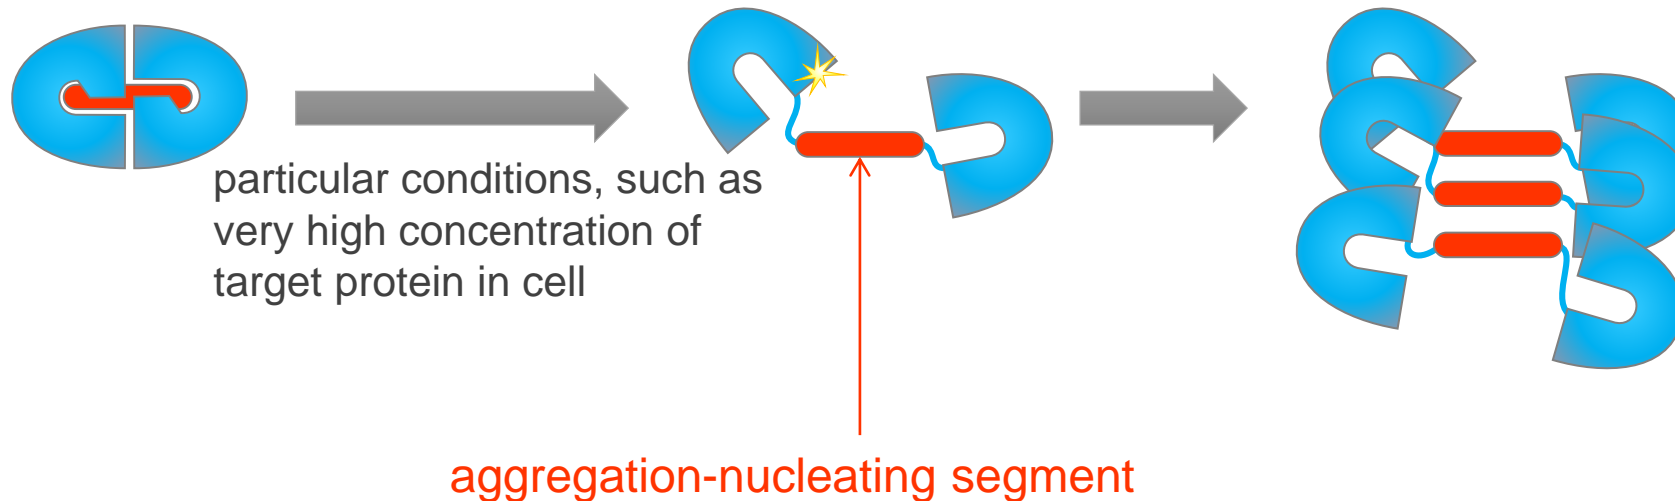 particular conditions, such as
very high concentration of
target protein in cell
aggregation-nucleating segment